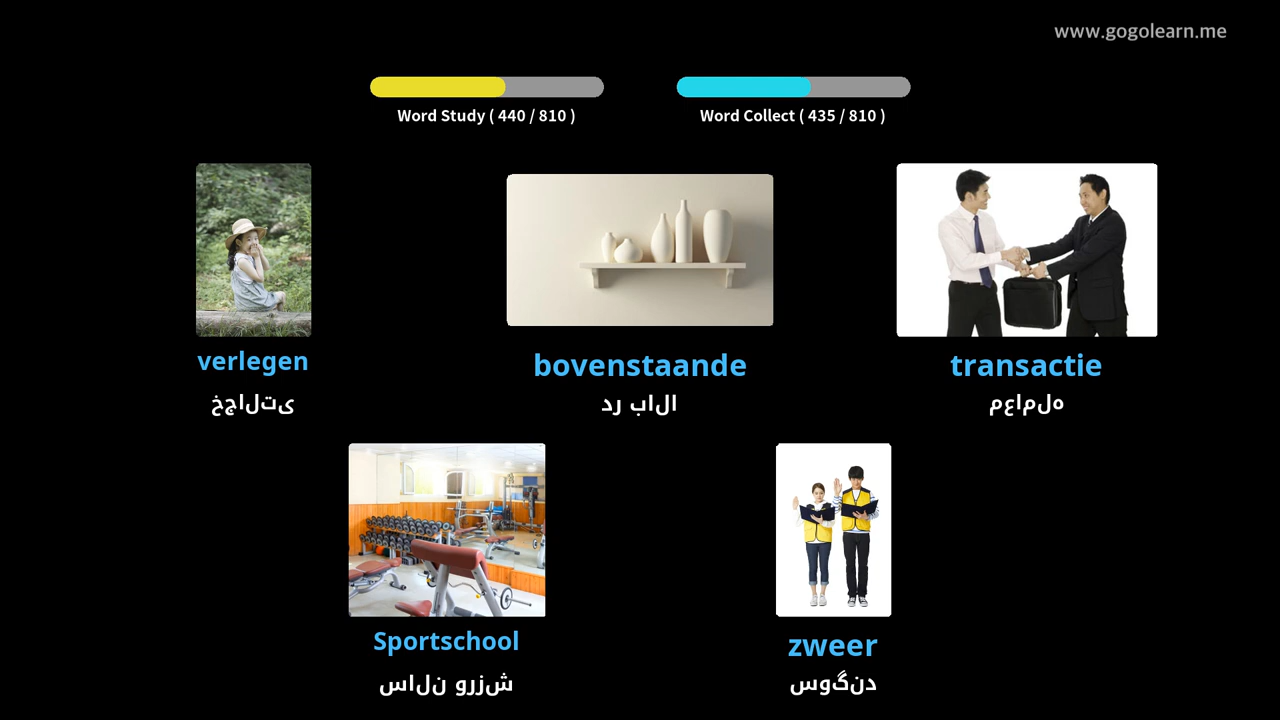 www.gogolearn.me
Word Study ( 440 / 810 )
Word Collect ( 435 / 810 )
verlegen
bovenstaande
transactie
خجالتی
در بالا
معامله
Sportschool
zweer
سالن ورزش
سوگند